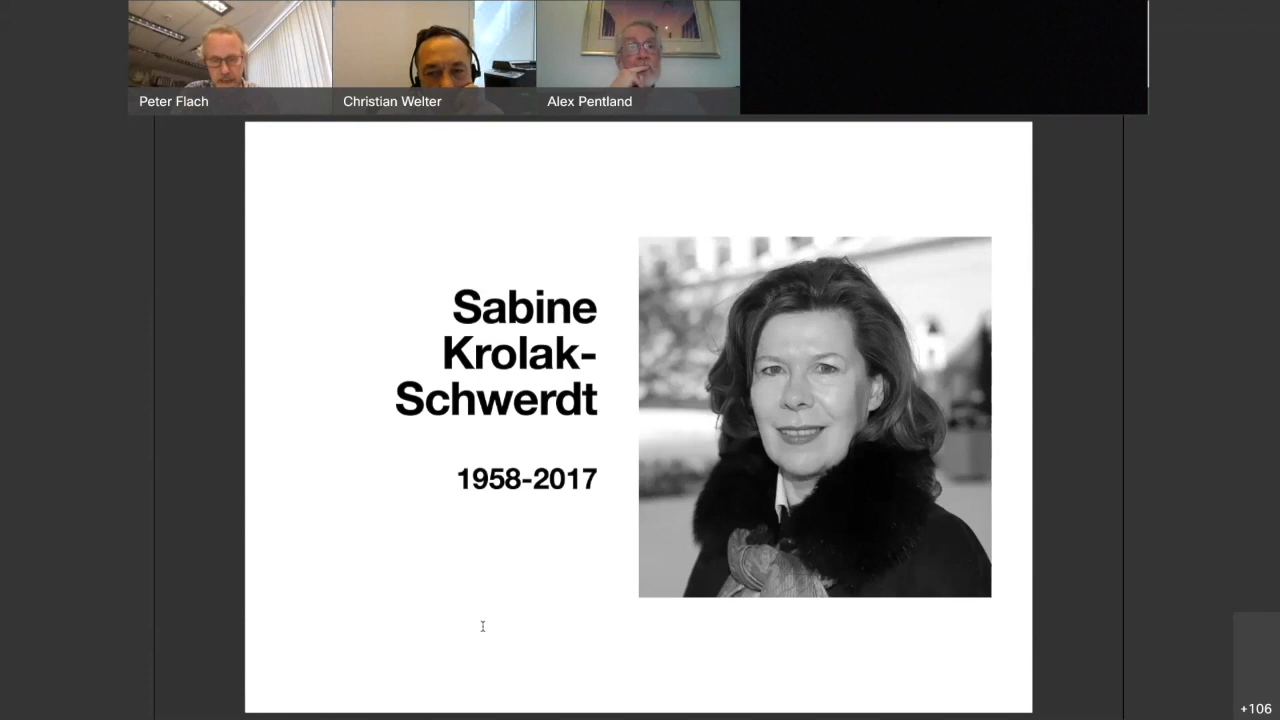 Peter Flach
Christian Welter
Alex Pentland
Sabine
Krolak-
Schwerdt
1958-2017
+106